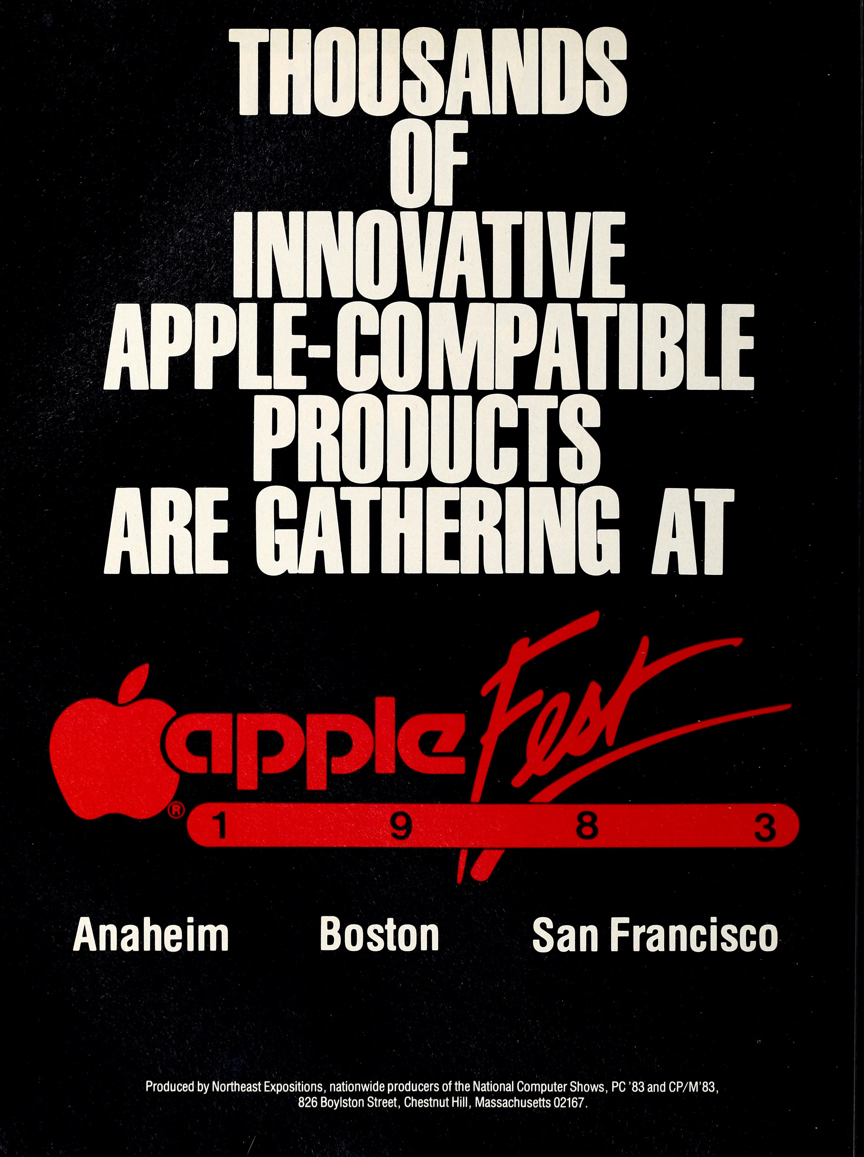 THOUSANDS
OF
INNOVATIVE
APPLE-COMPATIBLE
PRODUCTS
ARE GATHERING AT
apple Fest
®
1 9 8 3
Anaheim Boston San Francisco
Produced by Northeast Expositions, nationwide producers of the National Computer Shows, PC '83 and CP/M'83,
826 Boylston Street, Chestnut Hill, Massachusetts 02167.